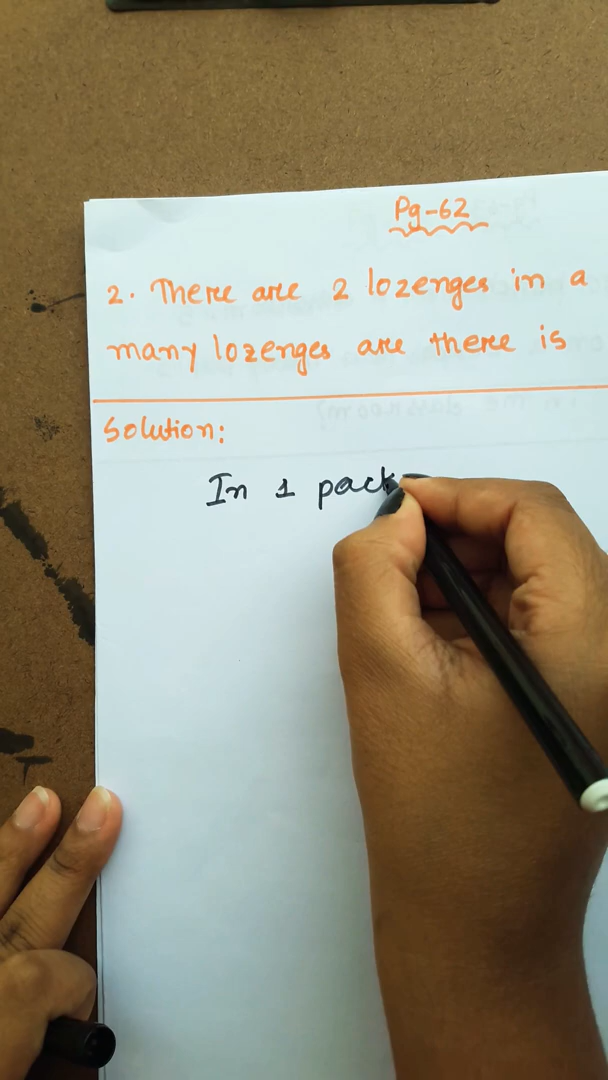 Pg-62
2. There are 2 lozenges in a
many lozenges are there is
Solution:
In 1 pack